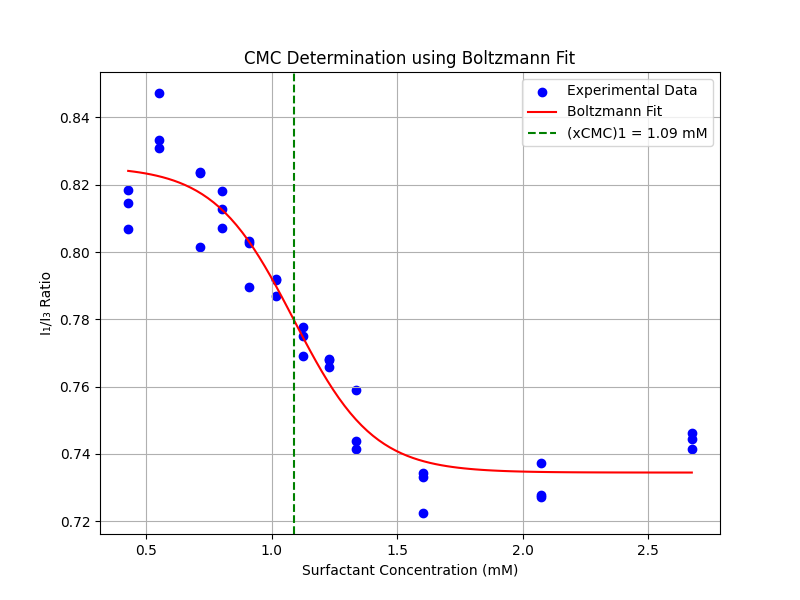 CMC Determination using Boltzmann Fit
Experimental Data
Boltzmann Fit
(xCMC)1 = 1.09 mM
I₁/I₃ Ratio
0.84
0.82
0.80
0.78
0.76
0.74
0.72
0.5
1.0
1.5
2.0
2.5
Surfactant Concentration (mM)